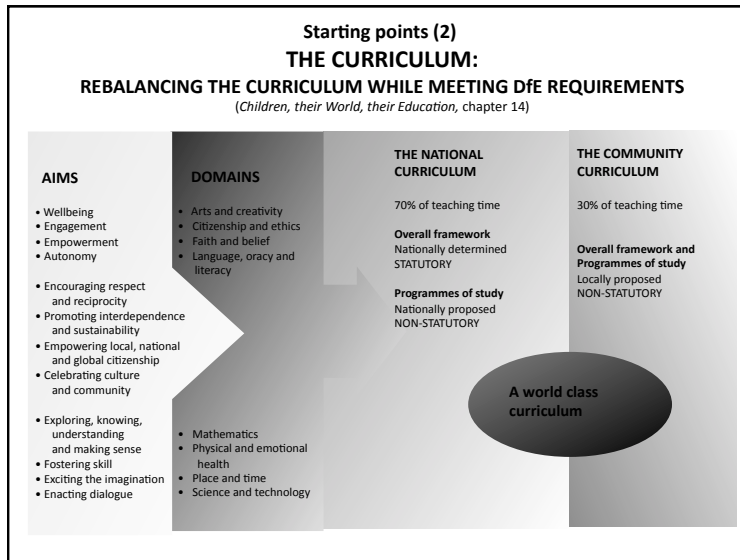 Starting points (2)
THE CURRICULUM:
REBALANCING THE CURRICULUM WHILE MEETING DfE REQUIREMENTS
(Children, their World, their Education, chapter 14)
AIMS
• Wellbeing
• Engagement
• Empowerment
• Autonomy
• Encouraging respect
and reciprocity
• Promoting interdependence
and sustainability
• Empowering local, national
and global citizenship
• Celebrating culture
and community
• Exploring, knowing,
understanding
and making sense
• Fostering skill
• Exciting the imagination
• Enacting dialogue
DOMAINS
• Arts and creativity
• Citizenship and ethics
• Faith and belief
• Language, oracy and
literacy
• Mathematics
• Physical and emotional
health
• Place and time
• Science and technology
THE NATIONAL
CURRICULUM
70% of teaching time
Overall framework
Nationally determined
STATUTORY
Programmes of study
Nationally proposed
NON-STATUTORY
THE COMMUNITY
CURRICULUM
30% of teaching time
Overall framework and
Programmes of study
Locally proposed
NON-STATUTORY
A world class
curriculum